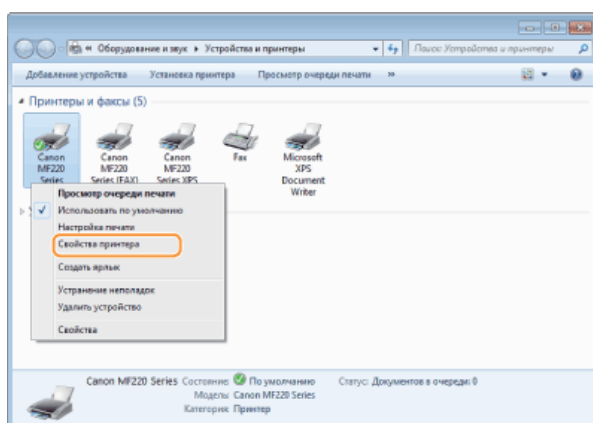 « Оборудование и звук ▸ Устройства и принтеры
Поиск: Устройства и принтеры
Добавление устройства Установка принтера Просмотр очереди печати »
Принтеры и факсы (5)
Canon MF220 Series
Canon MF220 Series (FAX)
Canon MF220 Series XPS
Fax
Microsoft XPS Document Writer
Просмотр очереди печати
Использовать по умолчанию
Настройка печати
Свойства принтера
Создать ярлык
Устранение неполадок
Удалить устройство
Свойства
Canon MF220 Series Состояние: По умолчанию Статус: Документов в очереди: 0
Модель: Canon MF220 Series
Категория: Принтер